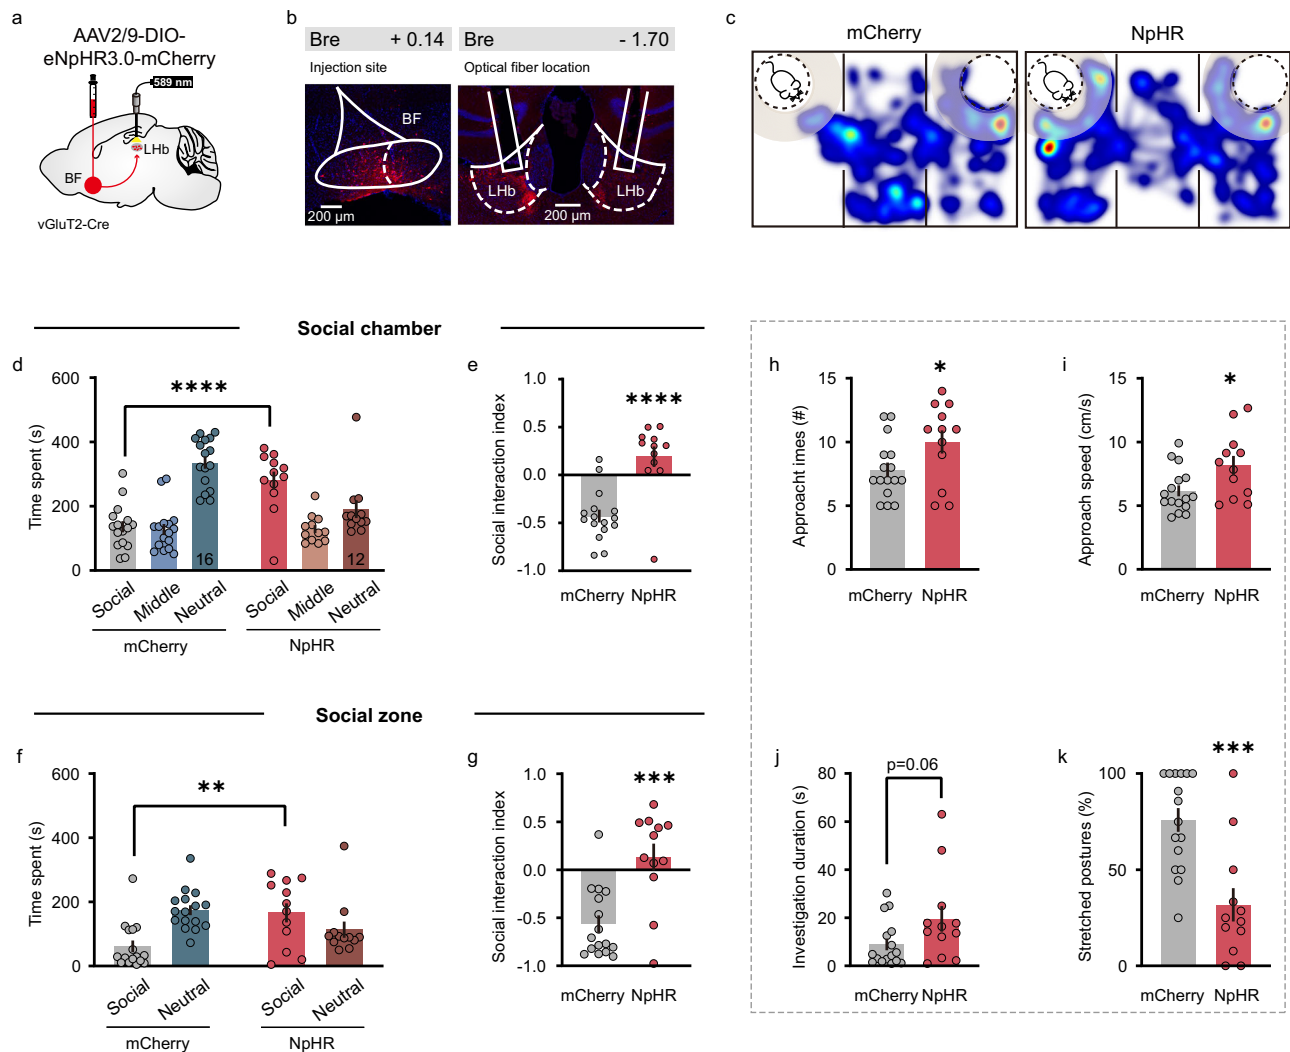 a
AAV2/9-DIO-
eNpHR3.0-mCherry
589 nm
LHb
BF
vGluT2-Cre
b
Bre + 0.14
Bre - 1.70
Injection site
Optical fiber location
BF
200 µm
LHb
LHb
200 µm
c
mCherry
NpHR
Social chamber
d
600
400
200
0
Time spent (s)
****
16
12
Social
Middle
Neutral
Social
Middle
Neutral
mCherry
NpHR
e
1.0
0.5
0.0
-0.5
-1.0
Social interaction index
****
mCherry NpHR
h
15
10
5
0
Approacht imes (#)
*
mCherry NpHR
i
15
10
5
0
Approach speed (cm/s)
*
mCherry NpHR
Social zone
f
600
400
200
0
Time spent (s)
**
Social
Neutral
Social
Neutral
mCherry
NpHR
g
1.0
0.5
0.0
-0.5
-1.0
Social interaction index
***
mCherry NpHR
j
80
60
40
20
0
Investigation duration (s)
p=0.06
mCherry NpHR
k
100
50
0
Stretched postures (%)
***
mCherry NpHR